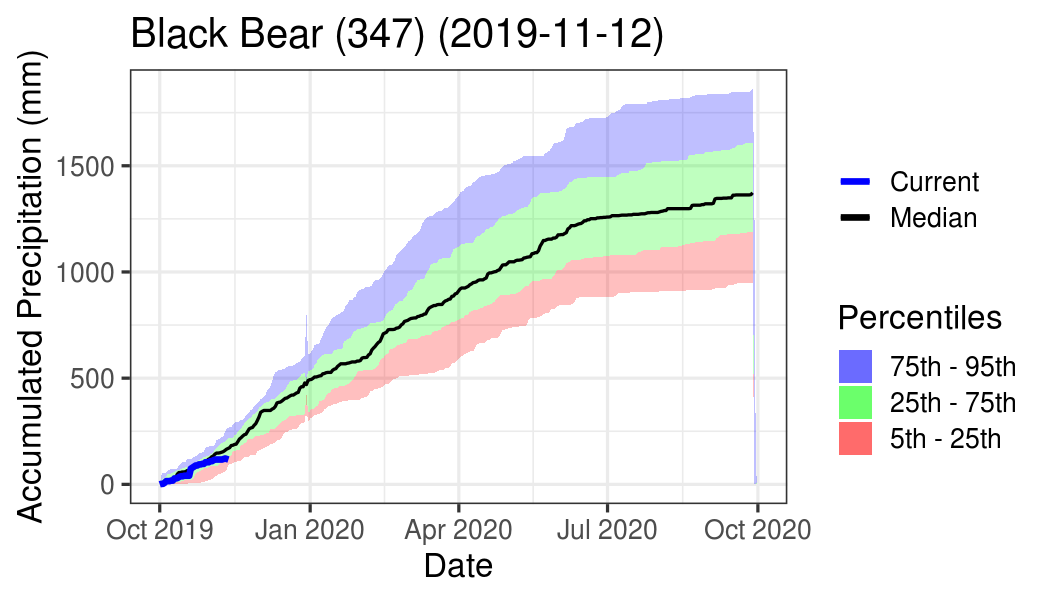 Black Bear (347) (2019-11-12)
Accumulated Precipitation (mm)
1500
1000
500
0
Oct 2019
Jan 2020
Apr 2020
Jul 2020
Oct 2020
Date
Current
Median
Percentiles
75th - 95th
25th - 75th
5th - 25th